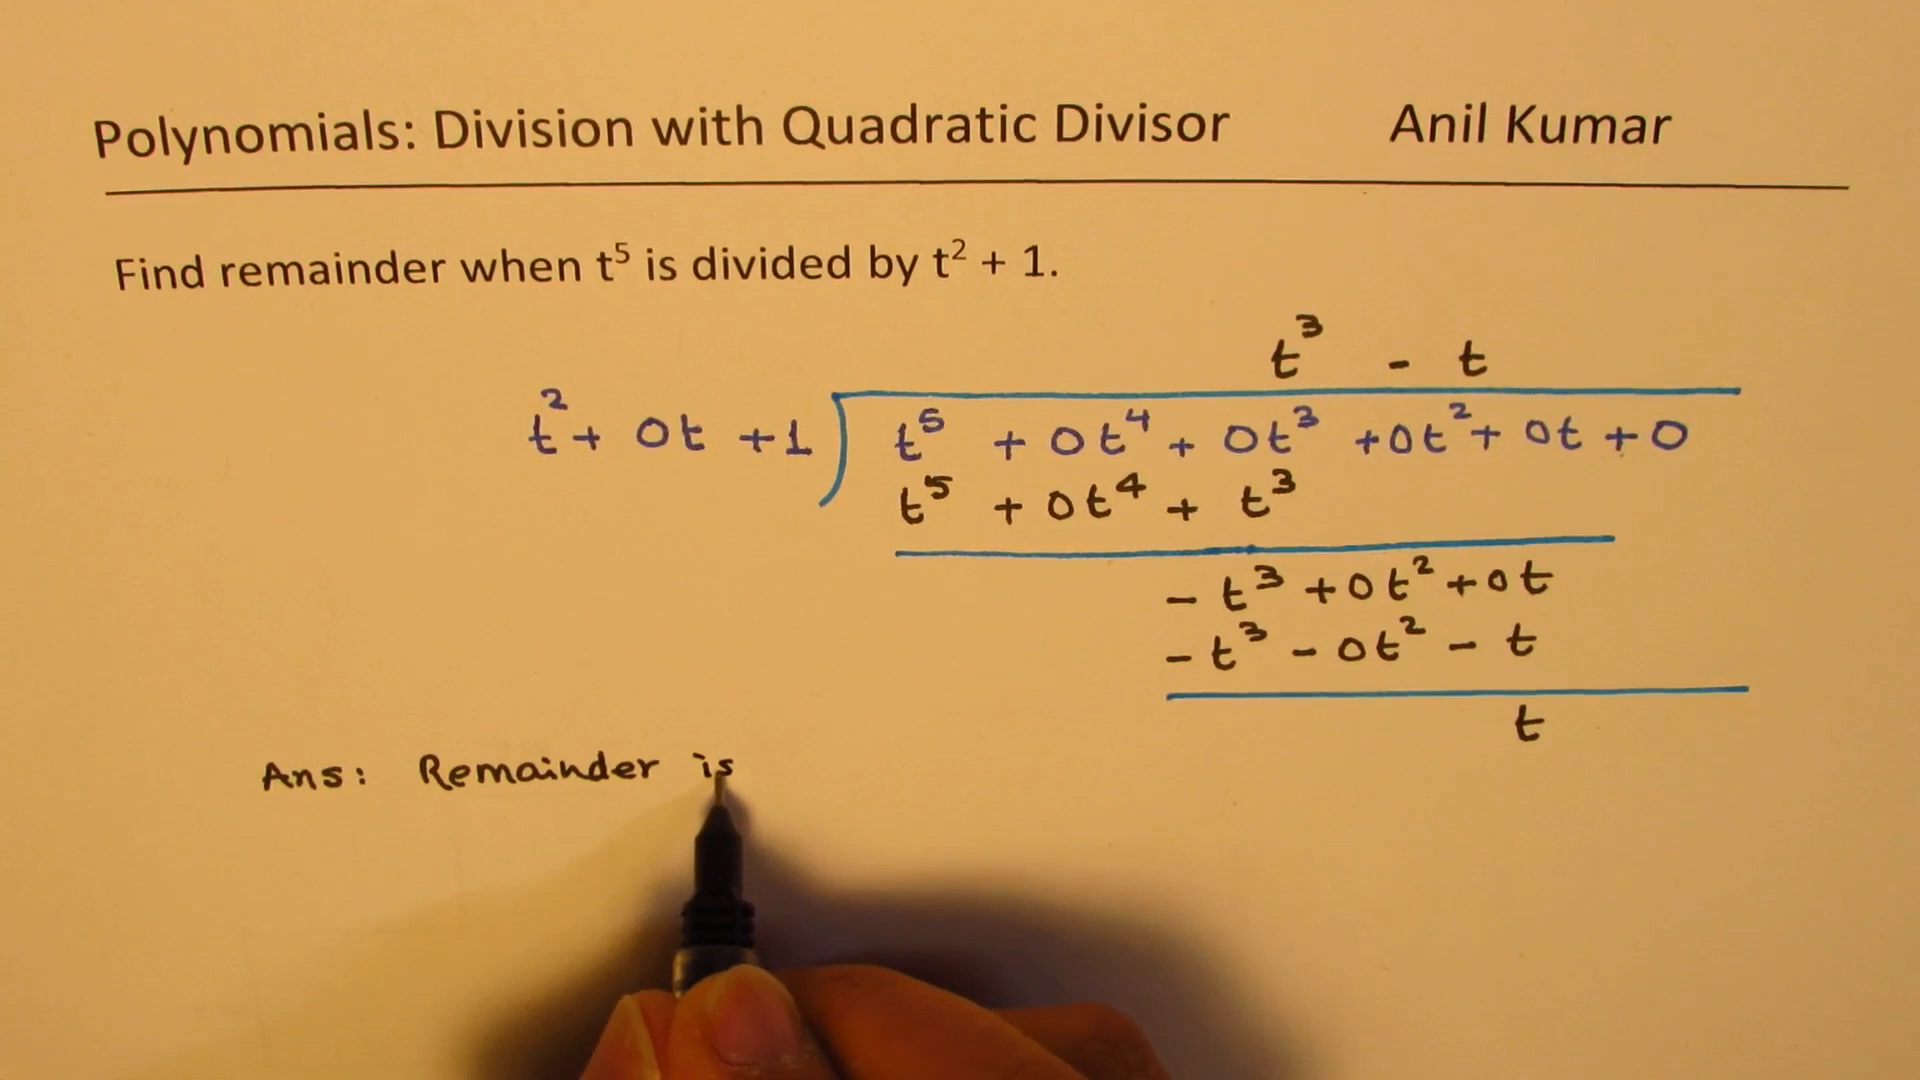 Polynomials: Division with Quadratic Divisor Anil Kumar
Find remainder when t⁵ is divided by t² + 1.
t³ - t
t² + 0t + 1 t⁵ + 0t⁴ + 0t³ + 0t² + 0t + 0
t⁵ + 0t⁴ + t³
- t³ + 0t² + 0t
- t³ - 0t² - t
t
Ans: Remainder is